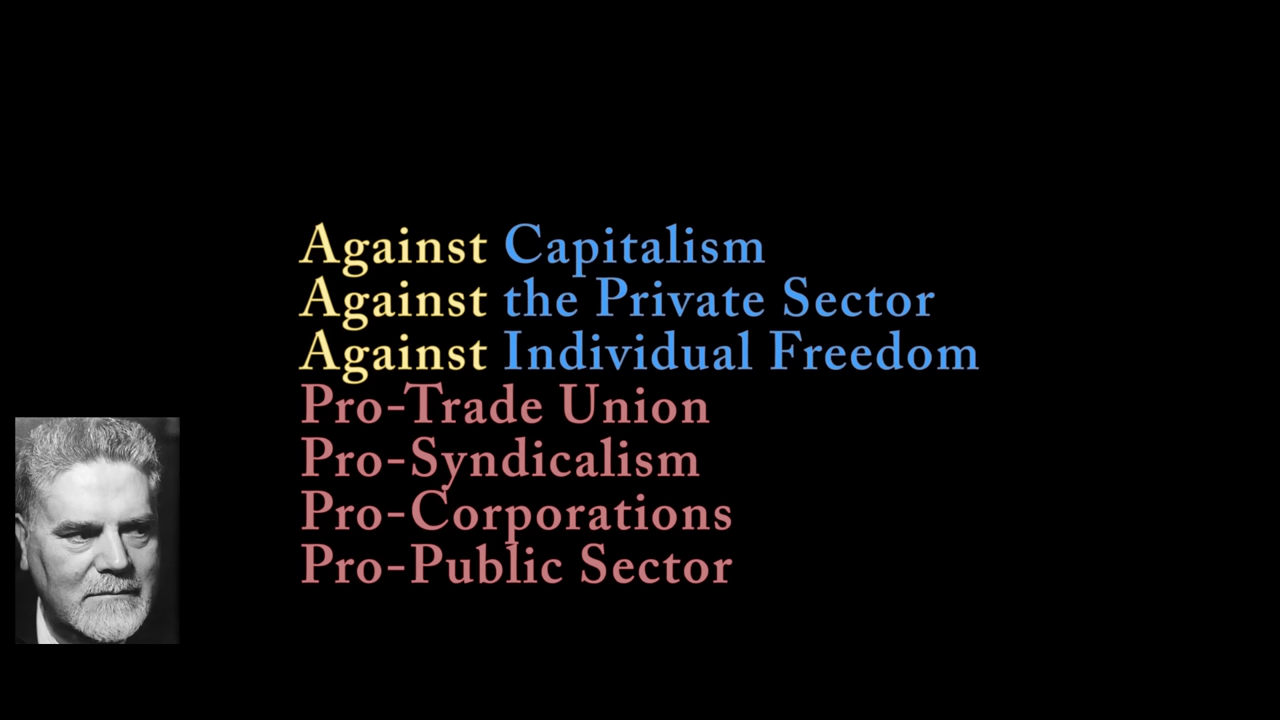 Against Capitalism
Against the Private Sector
Against Individual Freedom
Pro-Trade Union
Pro-Syndicalism
Pro-Corporations
Pro-Public Sector